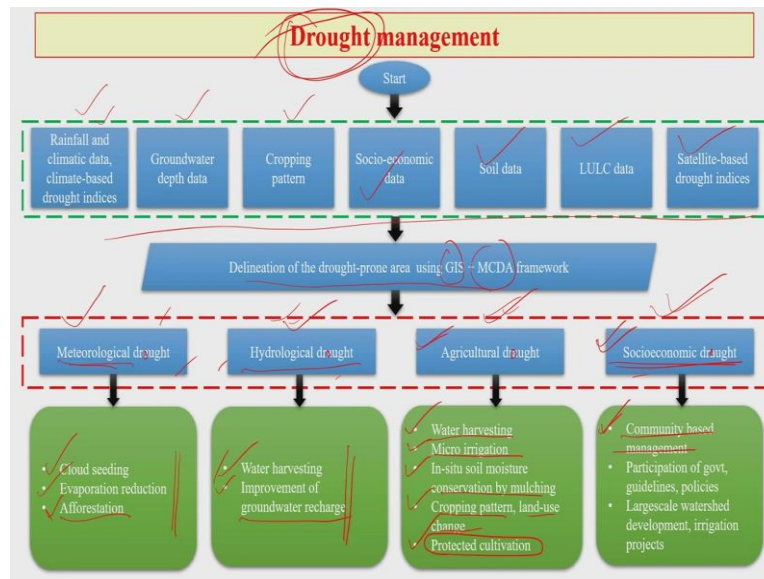 Drought management
Start
Rainfall and
climatic data,
climate-based
drought indices
Groundwater
depth data
Cropping
pattern
Socio-economic
data
Soil data
LULC data
Satellite-based
drought indices
Delineation of the drought-prone area using GIS – MCDA framework
Meteorological drought
Hydrological drought
Agricultural drought
Socioeconomic drought
• Cloud seeding
• Evaporation reduction
• Afforestation
• Water harvesting
• Improvement of
groundwater recharge
• Water harvesting
• Micro irrigation
• In-situ soil moisture
conservation by mulching
• Cropping pattern, land-use
change
• Protected cultivation
• Community based
management
• Participation of govt,
guidelines, policies
• Largescale watershed
development, irrigation
projects